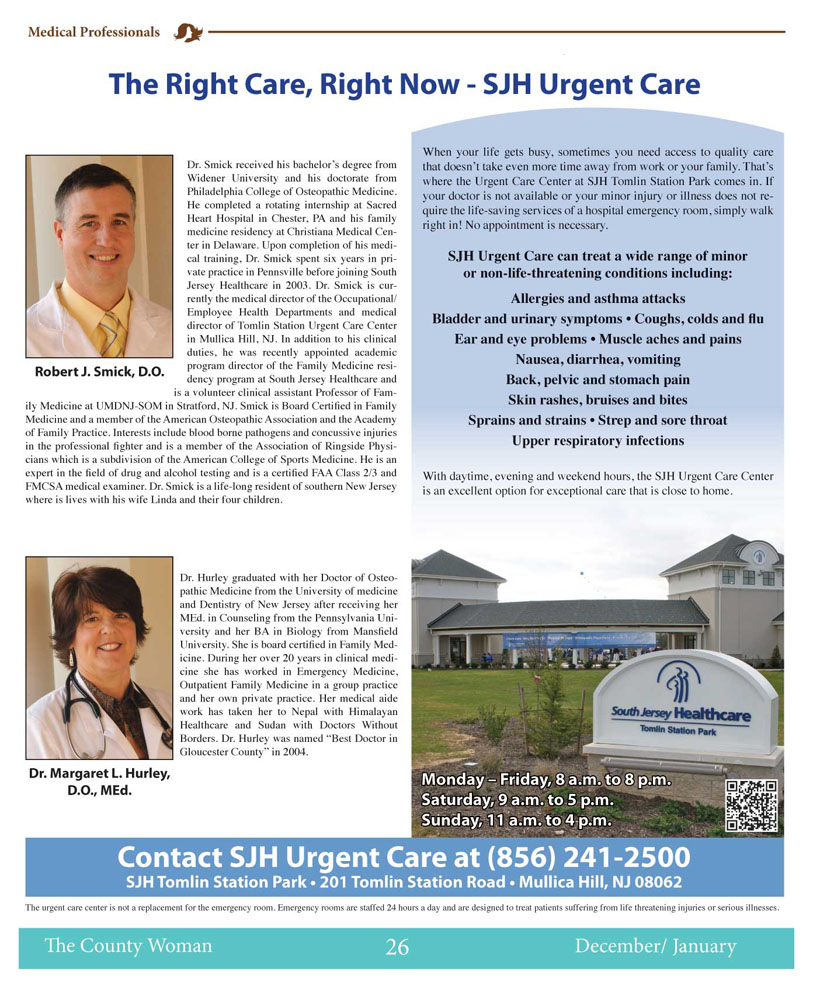 Medical Professionals
The Right Care, Right Now - SJH Urgent Care
Dr. Smick received his bachelor's degree from
Widener University and his doctorate from
Philadelphia College of Osteopathic Medicine.
He completed a rotating internship at Sacred
Heart Hospital in Chester, PA and his family
medicine residency at Christiana Medical Cen-
ter in Delaware. Upon completion of his medi-
cal training, Dr. Smick spent six years in pri-
vate practice in Pennsville before joining South
Jersey Healthcare in 2003. Dr. Smick is cur-
rently the medical director of the Occupational/
Employee Health Departments and medical
director of Tomlin Station Urgent Care Center
in Mullica Hill, NJ. In addition to his clinical
duties, he was recently appointed academic
program director of the Family Medicine resi-
dency program at South Jersey Healthcare and
is a volunteer clinical assistant Professor of Fam-
ily Medicine at UMDNJ-SOM in Stratford, NJ. Smick is Board Certified in Family
Medicine and a member of the American Osteopathic Association and the Academy
of Family Practice. Interests include blood borne pathogens and concussive injuries
in the professional fighter and is a member of the Association of Ringside Physi-
cians which is a subdivision of the American College of Sports Medicine. He is an
expert in the field of drug and alcohol testing and is a certified FAA Class 2/3 and
FMCSA medical examiner. Dr. Smick is a life-long resident of southern New Jersey
where is lives with his wife Linda and their four children.
Robert J. Smick, D.O.
Dr. Hurley graduated with her Doctor of Osteo-
pathic Medicine from the University of medicine
and Dentistry of New Jersey after receiving her
MEd. in Counseling from the Pennsylvania Uni-
versity and her BA in Biology from Mansfield
University. She is board certified in Family Med-
icine. During her over 20 years in clinical medi-
cine she has worked in Emergency Medicine,
Outpatient Family Medicine in a group practice
and her own private practice. Her medical aide
work has taken her to Nepal with Himalayan
Healthcare and Sudan with Doctors Without
Borders. Dr. Hurley was named “Best Doctor in
Gloucester County” in 2004.
Dr. Margaret L. Hurley,
D.O., MEd.
When your life gets busy, sometimes you need access to quality care
that doesn't take even more time away from work or your family. That's
where the Urgent Care Center at SJH Tomlin Station Park comes in. If
your doctor is not available or your minor injury or illness does not re-
quire the life-saving services of a hospital emergency room, simply walk
right in! No appointment is necessary.
SJH Urgent Care can treat a wide range of minor
or non-life-threatening conditions including:
Allergies and asthma attacks
Bladder and urinary symptoms • Coughs, colds and flu
Ear and eye problems • Muscle aches and pains
Nausea, diarrhea, vomiting
Back, pelvic and stomach pain
Skin rashes, bruises and bites
Sprains and strains • Strep and sore throat
Upper respiratory infections
With daytime, evening and weekend hours, the SJH Urgent Care Center
is an excellent option for exceptional care that is close to home.
South Jersey Healthcare
Tomlin Station Park
Monday – Friday, 8 a.m. to 8 p.m.
Saturday, 9 a.m. to 5 p.m.
Sunday, 11 a.m. to 4 p.m.
Contact SJH Urgent Care at (856) 241-2500
SJH Tomlin Station Park • 201 Tomlin Station Road • Mullica Hill, NJ 08062
The urgent care center is not a replacement for the emergency room. Emergency rooms are staffed 24 hours a day and are designed to treat patients suffering from life threatening injuries or serious illnesses.
The County Woman
26
December/ January